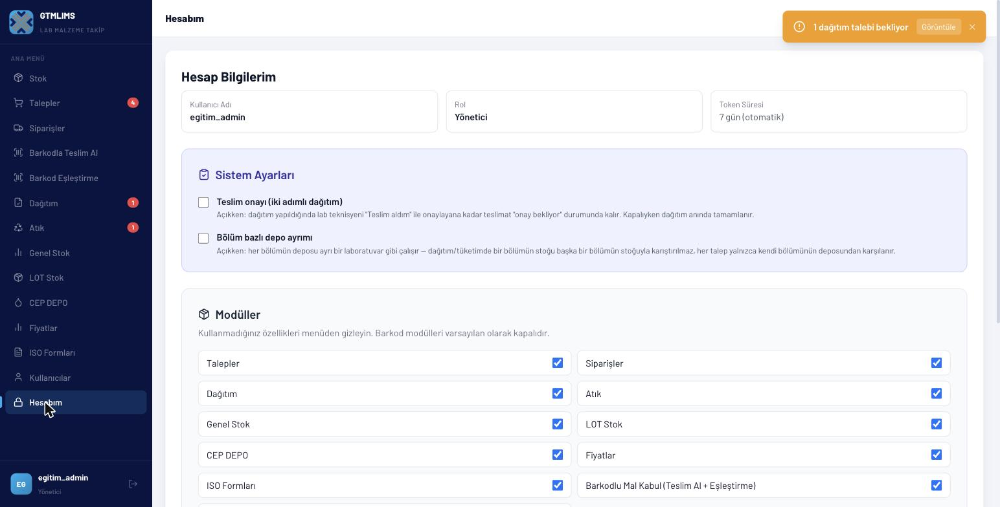 GTMLIMS
LAB MALZEME TAKİP
ANA MENÜ
Stok
Talepler 4
Siparişler
Barkodla Teslim Al
Barkod Eşleştirme
Dağıtım 1
Atık 1
Genel Stok
LOT Stok
CEP DEPO
Fiyatlar
ISO Formları
Kullanıcılar
Hesabım
EG
egitim_admin
Yönetici
Hesabım
1 dağıtım talebi bekliyor Görüntüle
Hesap Bilgilerim
Kullanıcı Adı
egitim_admin
Rol
Yönetici
Token Süresi
7 gün (otomatik)
Sistem Ayarları
Teslim onayı (iki adımlı dağıtım)
Açıkken: dağıtım yapıldığında lab teknisyeni "Teslim aldım" ile onaylayana kadar teslimat "onay bekliyor" durumunda kalır. Kapalıyken dağıtım anında tamamlanır.
Bölüm bazlı depo ayrımı
Açıkken: her bölümün deposu ayrı bir laboratuvar gibi çalışır — dağıtım/tüketimde bir bölümün stoğu başka bir bölümün stoğuyla karıştırılmaz, her talep yalnızca kendi bölümünün deposundan karşılanır.
Modüller
Kullanmadığınız özellikleri menüden gizleyin. Barkod modülleri varsayılan olarak kapalıdır.
Talepler
Siparişler
Dağıtım
Atık
Genel Stok
LOT Stok
CEP DEPO
Fiyatlar
ISO Formları
Barkodlu Mal Kabul (Teslim Al + Eşleştirme)